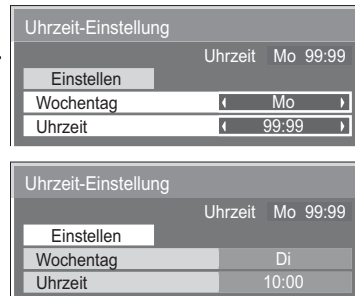 Uhrzeit-Einstellung
Uhrzeit Mo 99:99
Einstellen
Wochentag Mo
Uhrzeit 99:99
Uhrzeit-Einstellung
Uhrzeit Mo 99:99
Einstellen
Wochentag Di
Uhrzeit 10:00